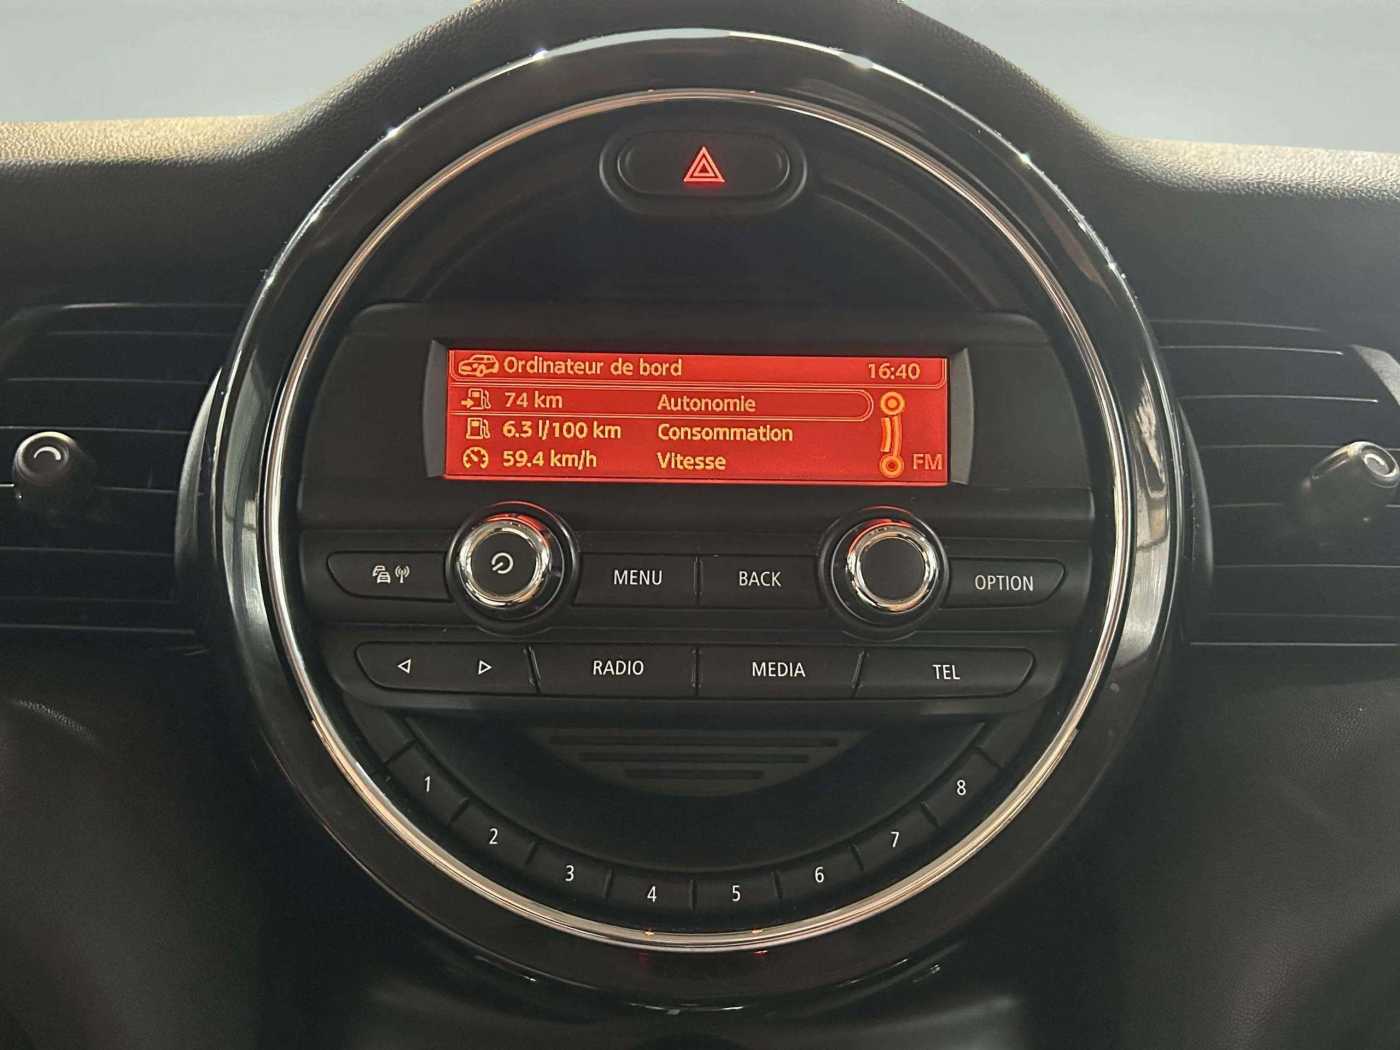 Ordinateur de bord 16:40
74 km Autonomie
6.3 l/100 km Consommation
59.4 km/h Vitesse FM
MENU BACK OPTION
RADIO MEDIA TEL
1 2 3 4 5 6 7 8